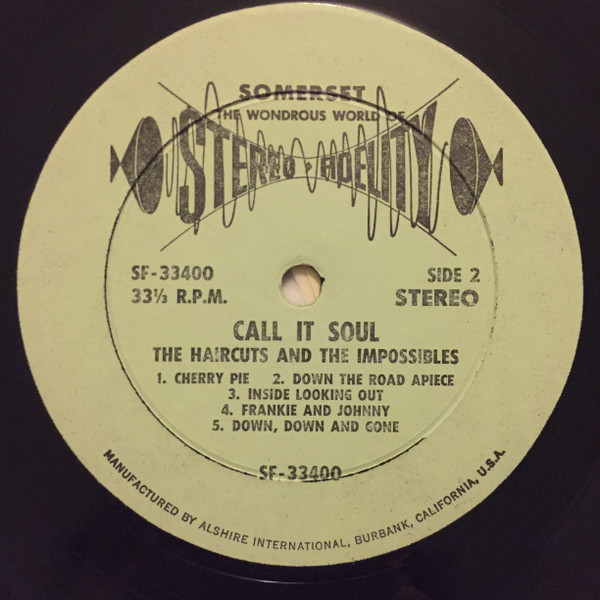 SOMERSET
THE WONDROUS WORLD OF
STEREO • FIDELITY
SF-33400
33⅓ R.P.M.
SIDE 2
STEREO
CALL IT SOUL
THE HAIRCUTS AND THE IMPOSSIBLES
1. CHERRY PIE 2. DOWN THE ROAD APIECE
3. INSIDE LOOKING OUT
4. FRANKIE AND JOHNNY
5. DOWN, DOWN AND GONE
SF-33400
MANUFACTURED BY ALSHIRE INTERNATIONAL, BURBANK, CALIFORNIA, U.S.A.